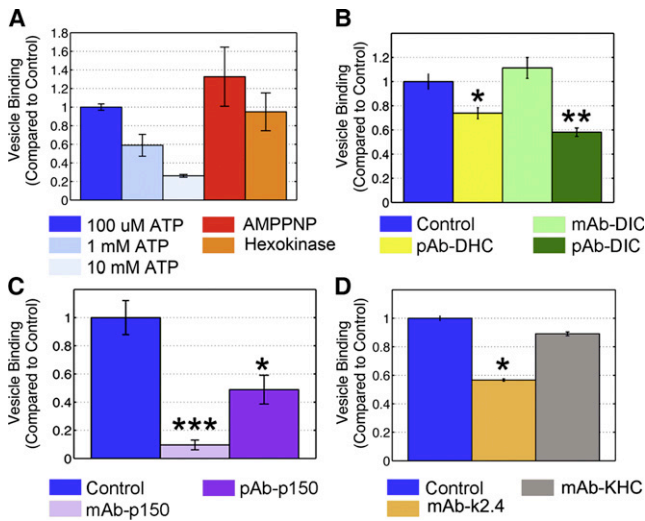 A
Vesicle Binding
(Compared to Control)
1.8
1.6
1.4
1.2
1
0.8
0.6
0.4
0.2
0
100 uM ATP
1 mM ATP
10 mM ATP
AMPPNP
Hexokinase
B
Vesicle Binding
(Compared to Control)
1.2
1
0.8
0.6
0.4
0.2
0
*
**
Control
pAb-DHC
mAb-DIC
pAb-DIC
C
Vesicle Binding
(Compared to Control)
1
0.8
0.6
0.4
0.2
0
***
*
Control
mAb-p150
pAb-p150
D
Vesicle Binding
(Compared to Control)
1
0.8
0.6
0.4
0.2
0
*
Control
mAb-k2.4
mAb-KHC